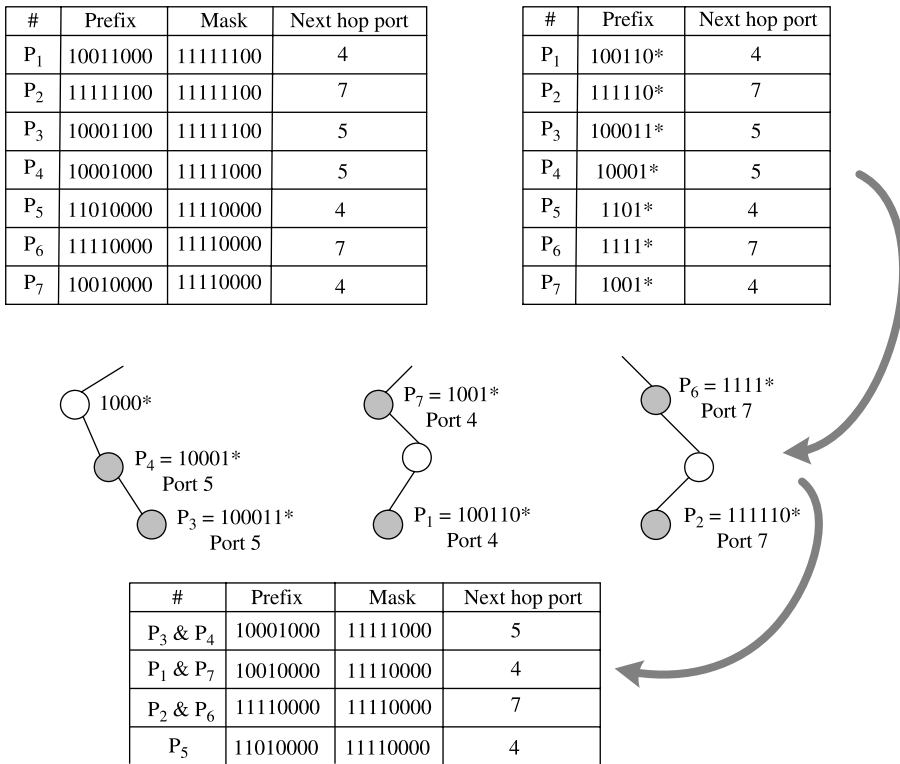 # Prefix Mask Next hop port
P1 10011000 11111100 4
P2 11111100 11111100 7
P3 10001100 11111100 5
P4 10001000 11111000 5
P5 11010000 11110000 4
P6 11110000 11110000 7
P7 10010000 11110000 4
# Prefix Next hop port
P1 100110* 4
P2 111110* 7
P3 100011* 5
P4 10001* 5
P5 1101* 4
P6 1111* 7
P7 1001* 4
1000*
P4 = 10001*
Port 5
P3 = 100011*
Port 5
P7 = 1001*
Port 4
P1 = 100110*
Port 4
P6 = 1111*
Port 7
P2 = 111110*
Port 7
# Prefix Mask Next hop port
P3 & P4 10001000 11111000 5
P1 & P7 10010000 11110000 4
P2 & P6 11110000 11110000 7
P5 11010000 11110000 4